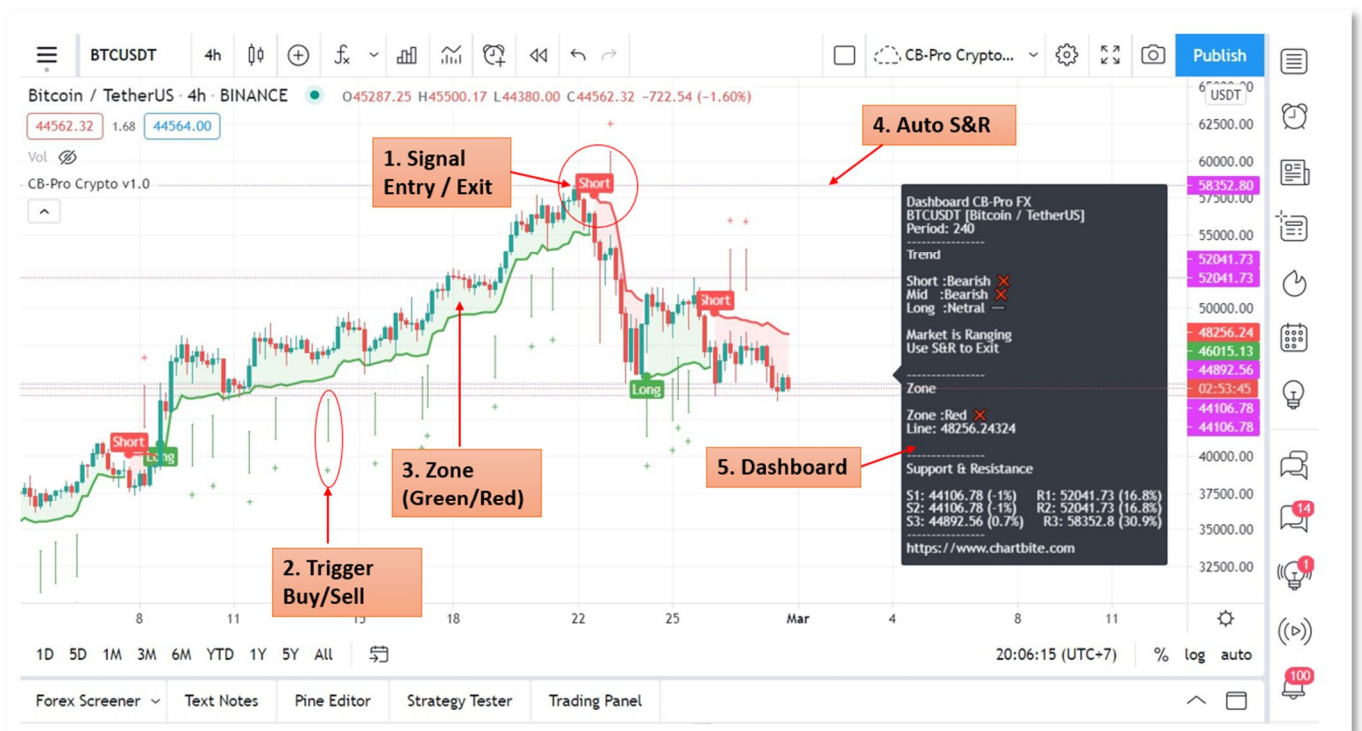 BTCUSDT 4h CB-Pro Crypto... Publish
Bitcoin / TetherUS · 4h · BINANCE O45287.25 H45500.17 L44380.00 C44562.32 -722.54 (-1.60%)
USDT
44562.32 1.68 44564.00
Vol
CB-Pro Crypto v1.0
1. Signal
Entry / Exit
4. Auto S&R
Short
Short
Long
Short
Long
2. Trigger
Buy/Sell
3. Zone
(Green/Red)
5. Dashboard
Dashboard CB-Pro FX
BTCUSDT [Bitcoin / TetherUS]
Period: 240
----------------
Trend
Short :Bearish ❌
Mid :Bearish ❌
Long :Netral —
Market is Ranging
Use S&R to Exit
----------------
Zone
Zone :Red ❌
Line: 48256.24324
----------------
Support & Resistance
S1: 44106.78 (-1%) R1: 52041.73 (16.8%)
S2: 44106.78 (-1%) R2: 52041.73 (16.8%)
S3: 44892.56 (0.7%) R3: 58352.8 (30.9%)
----------------
https://www.chartbite.com
62500.00
60000.00
58352.80
57500.00
55000.00
52041.73
52041.73
50000.00
48256.24
46015.13
44892.56
02:53:45
44106.78
44106.78
40000.00
37500.00
35000.00
32500.00
8 11 15 18 22 25 Mar 4 8 11
1D 5D 1M 3M 6M YTD 1Y 5Y All 20:06:15 (UTC+7) % log auto
Forex Screener Text Notes Pine Editor Strategy Tester Trading Panel
14
1
100